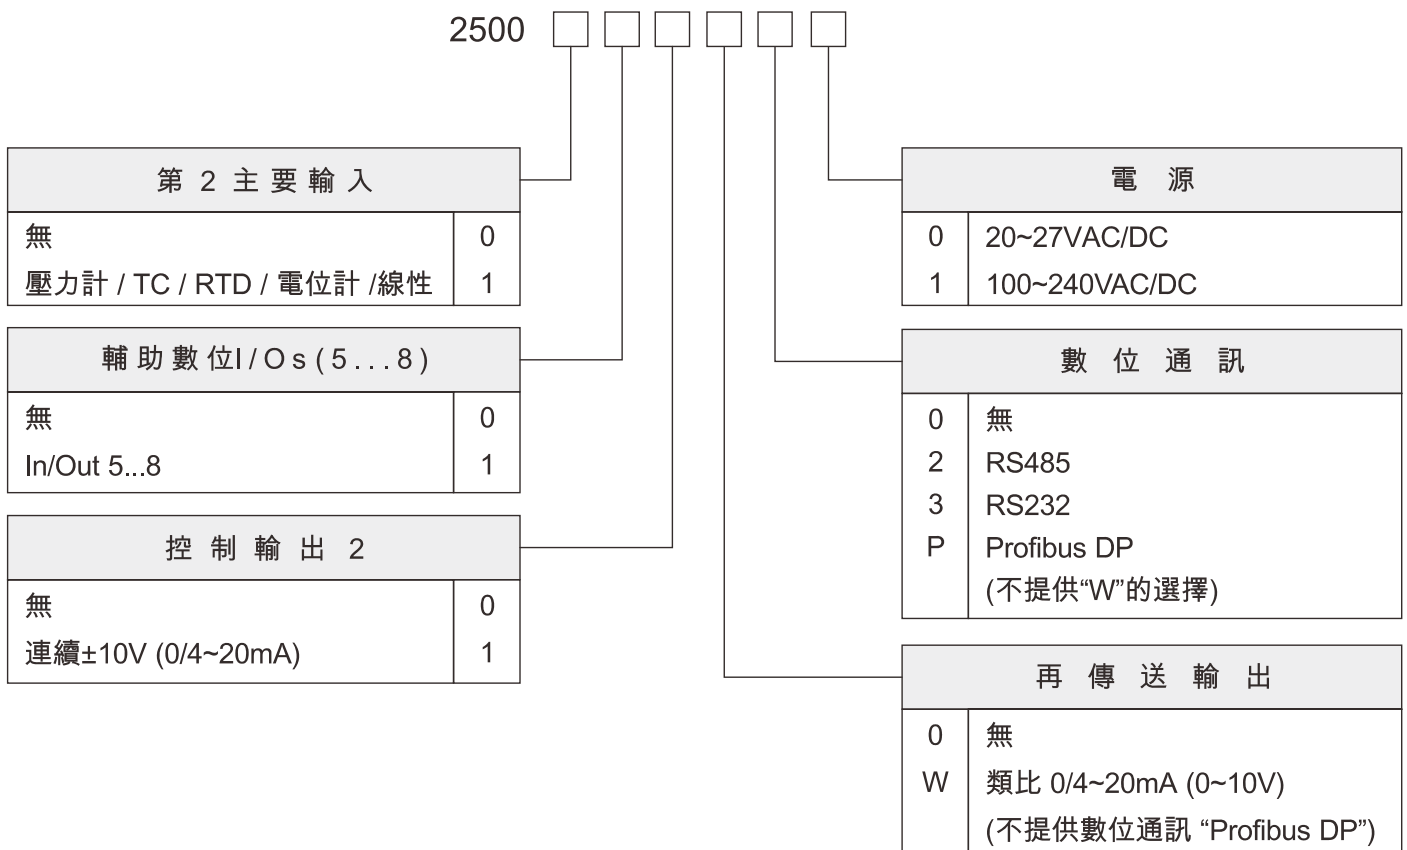 2500 □ □ □ □ □ □
第 2 主 要 輸 入
無 0
壓力計 / TC / RTD / 電位計 /線性 1
輔 助 數 位I / O s ( 5 . . . 8 )
無 0
In/Out 5...8 1
控 制 輸 出 2
無 0
連續±10V (0/4~20mA) 1
電 源
0 20~27VAC/DC
1 100~240VAC/DC
數 位 通 訊
0 無
2 RS485
3 RS232
P Profibus DP
(不提供“W”的選擇)
再 傳 送 輸 出
0 無
W 類比 0/4~20mA (0~10V)
(不提供數位通訊 “Profibus DP”)